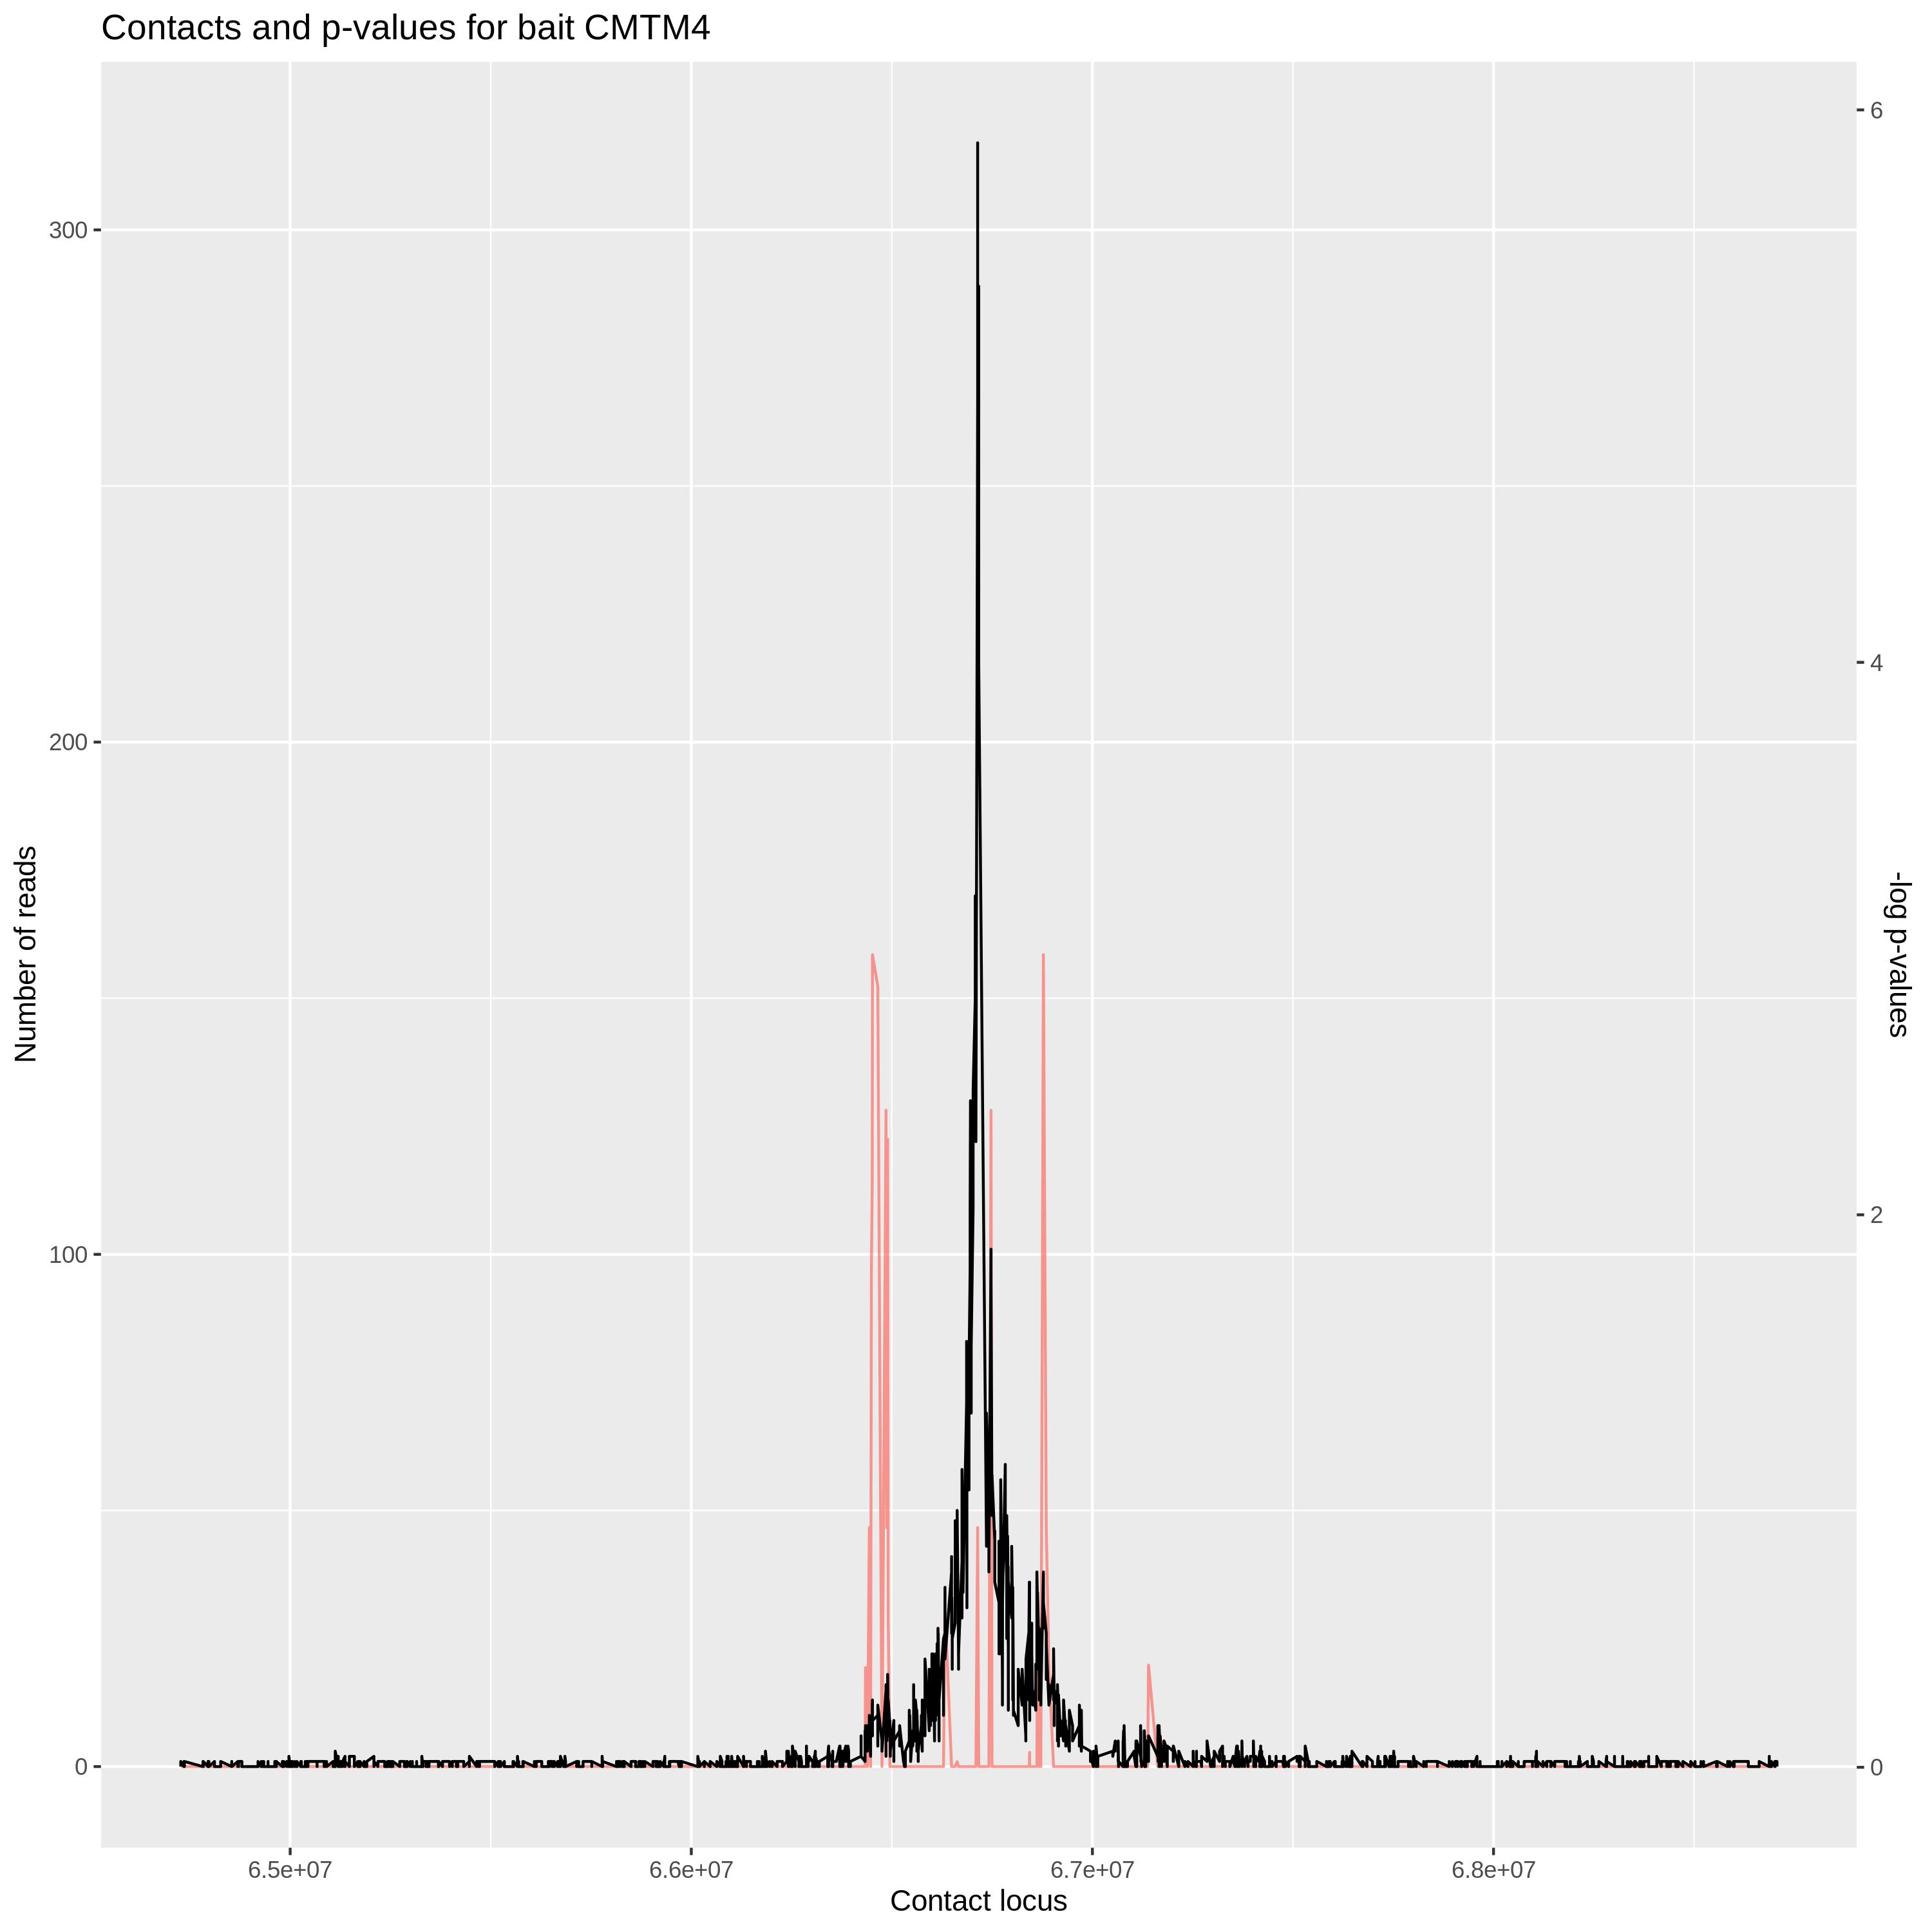 Contacts and p-values for bait CMTM4
Number of reads
300
200
100
0
6
4
2
0
-log p-values
6.5e+07 6.6e+07 6.7e+07 6.8e+07
Contact locus